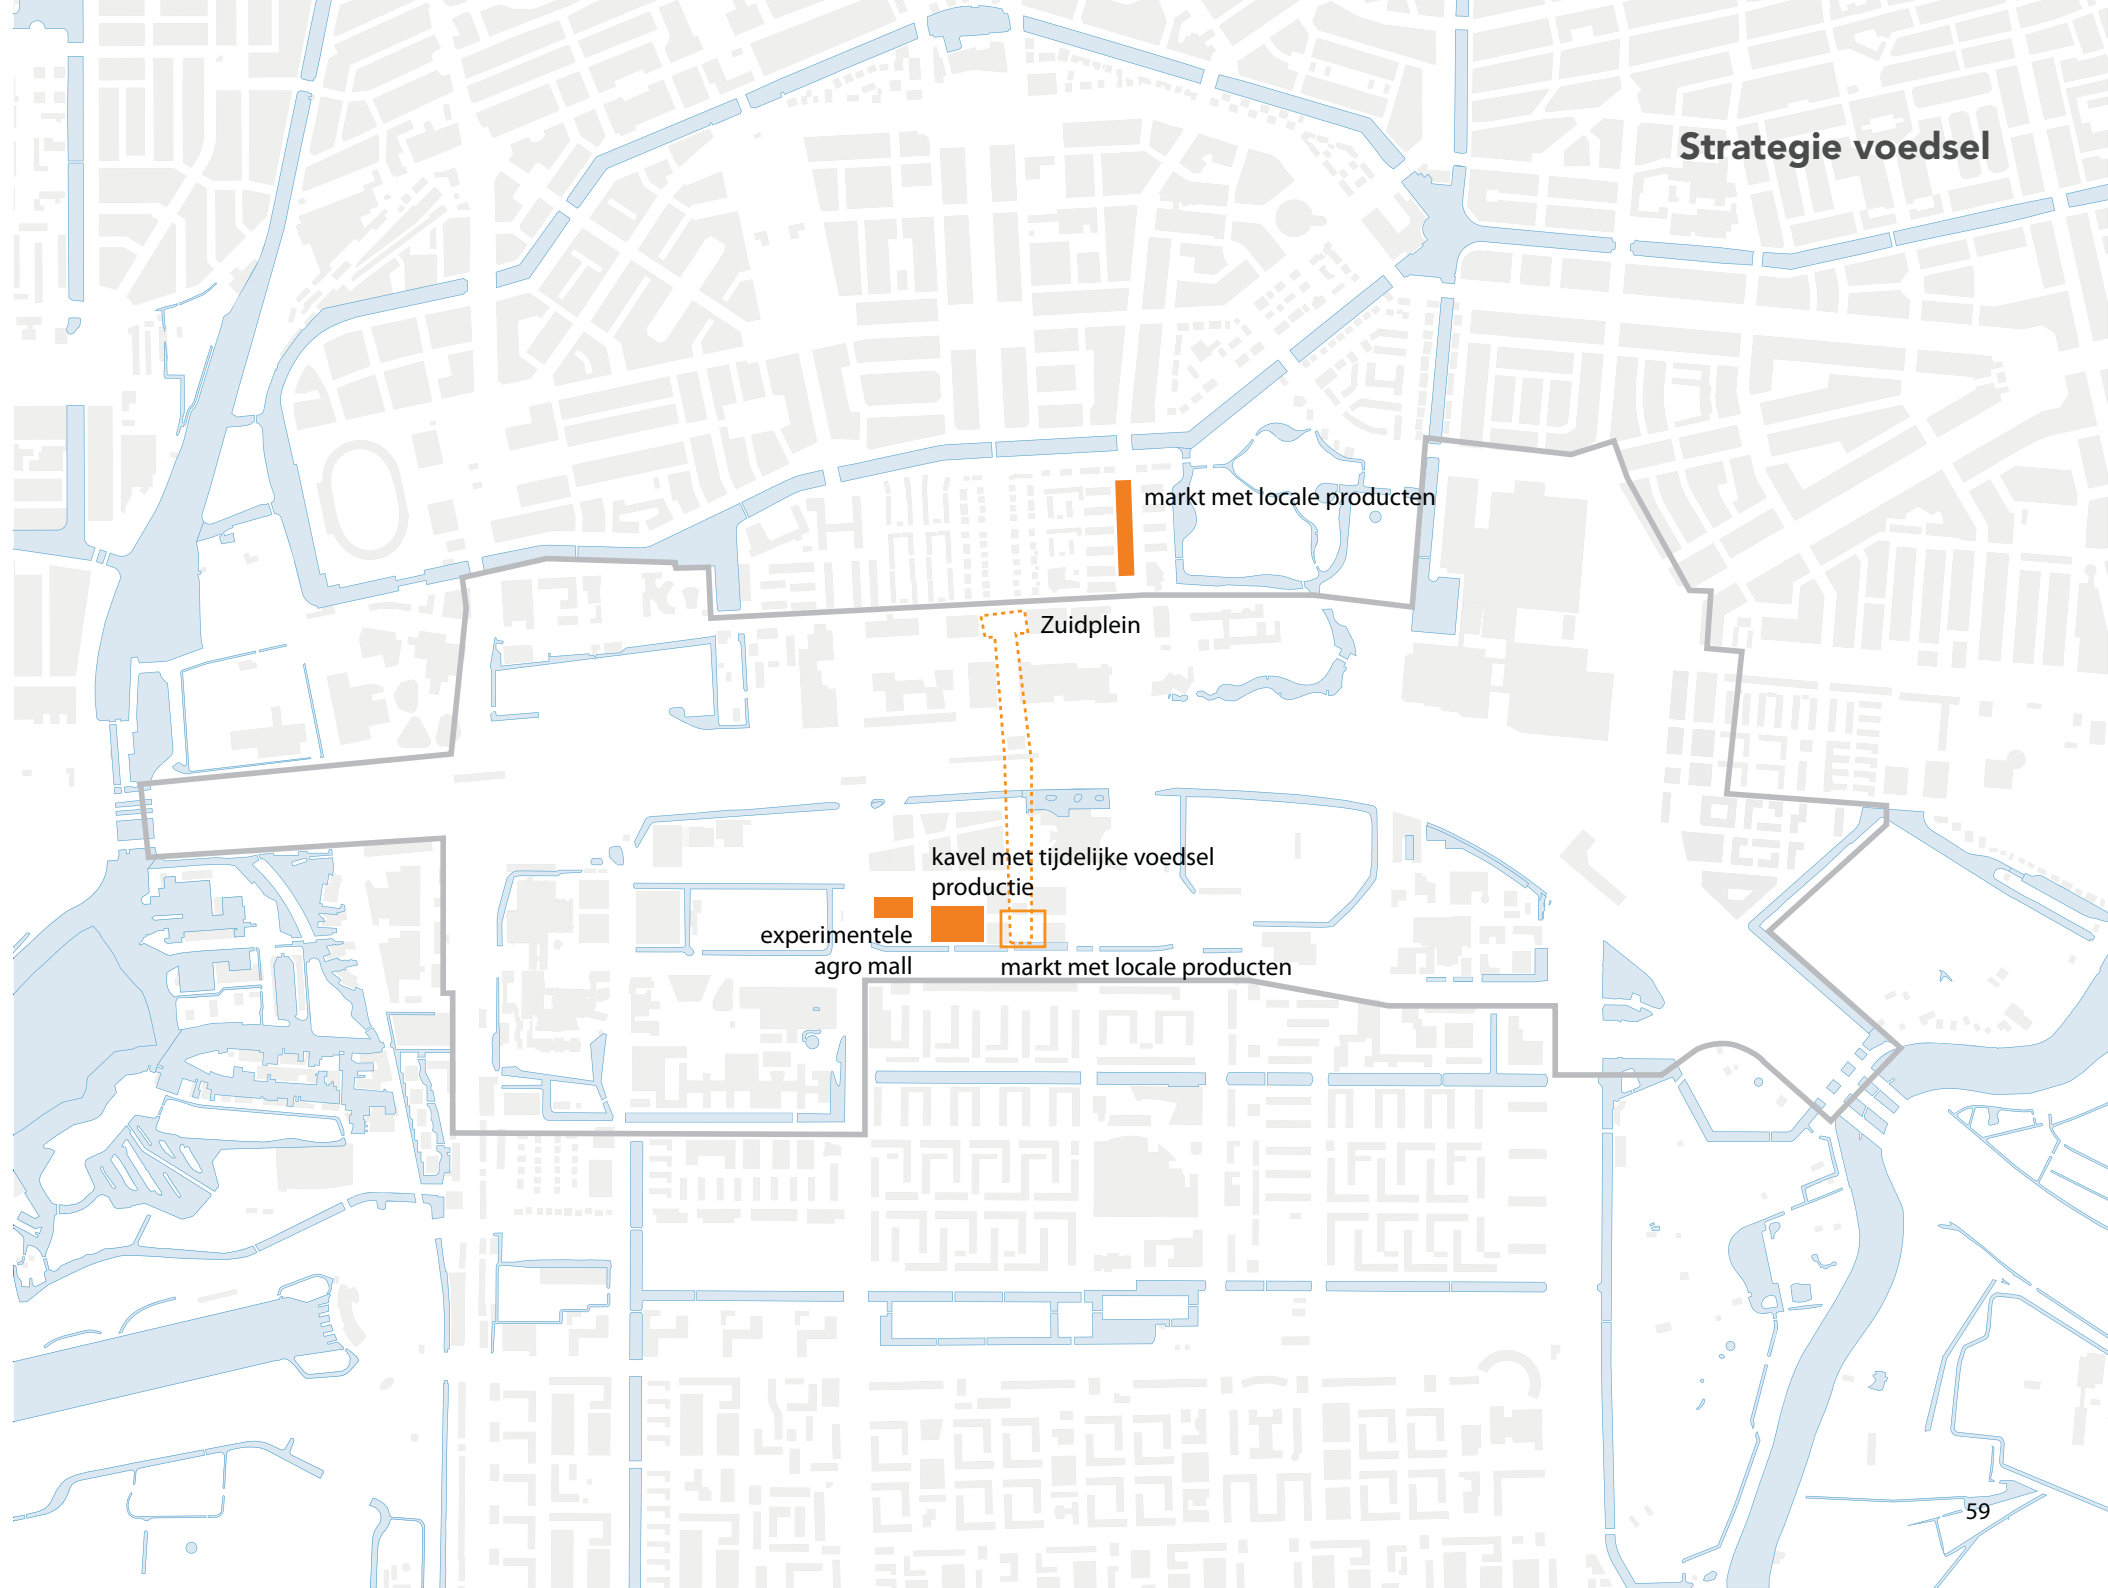 Strategie voedsel
markt met locale producten
Zuidplein
kavel met tijdelijke voedsel
productie
experimentele
agro mall
markt met locale producten
59